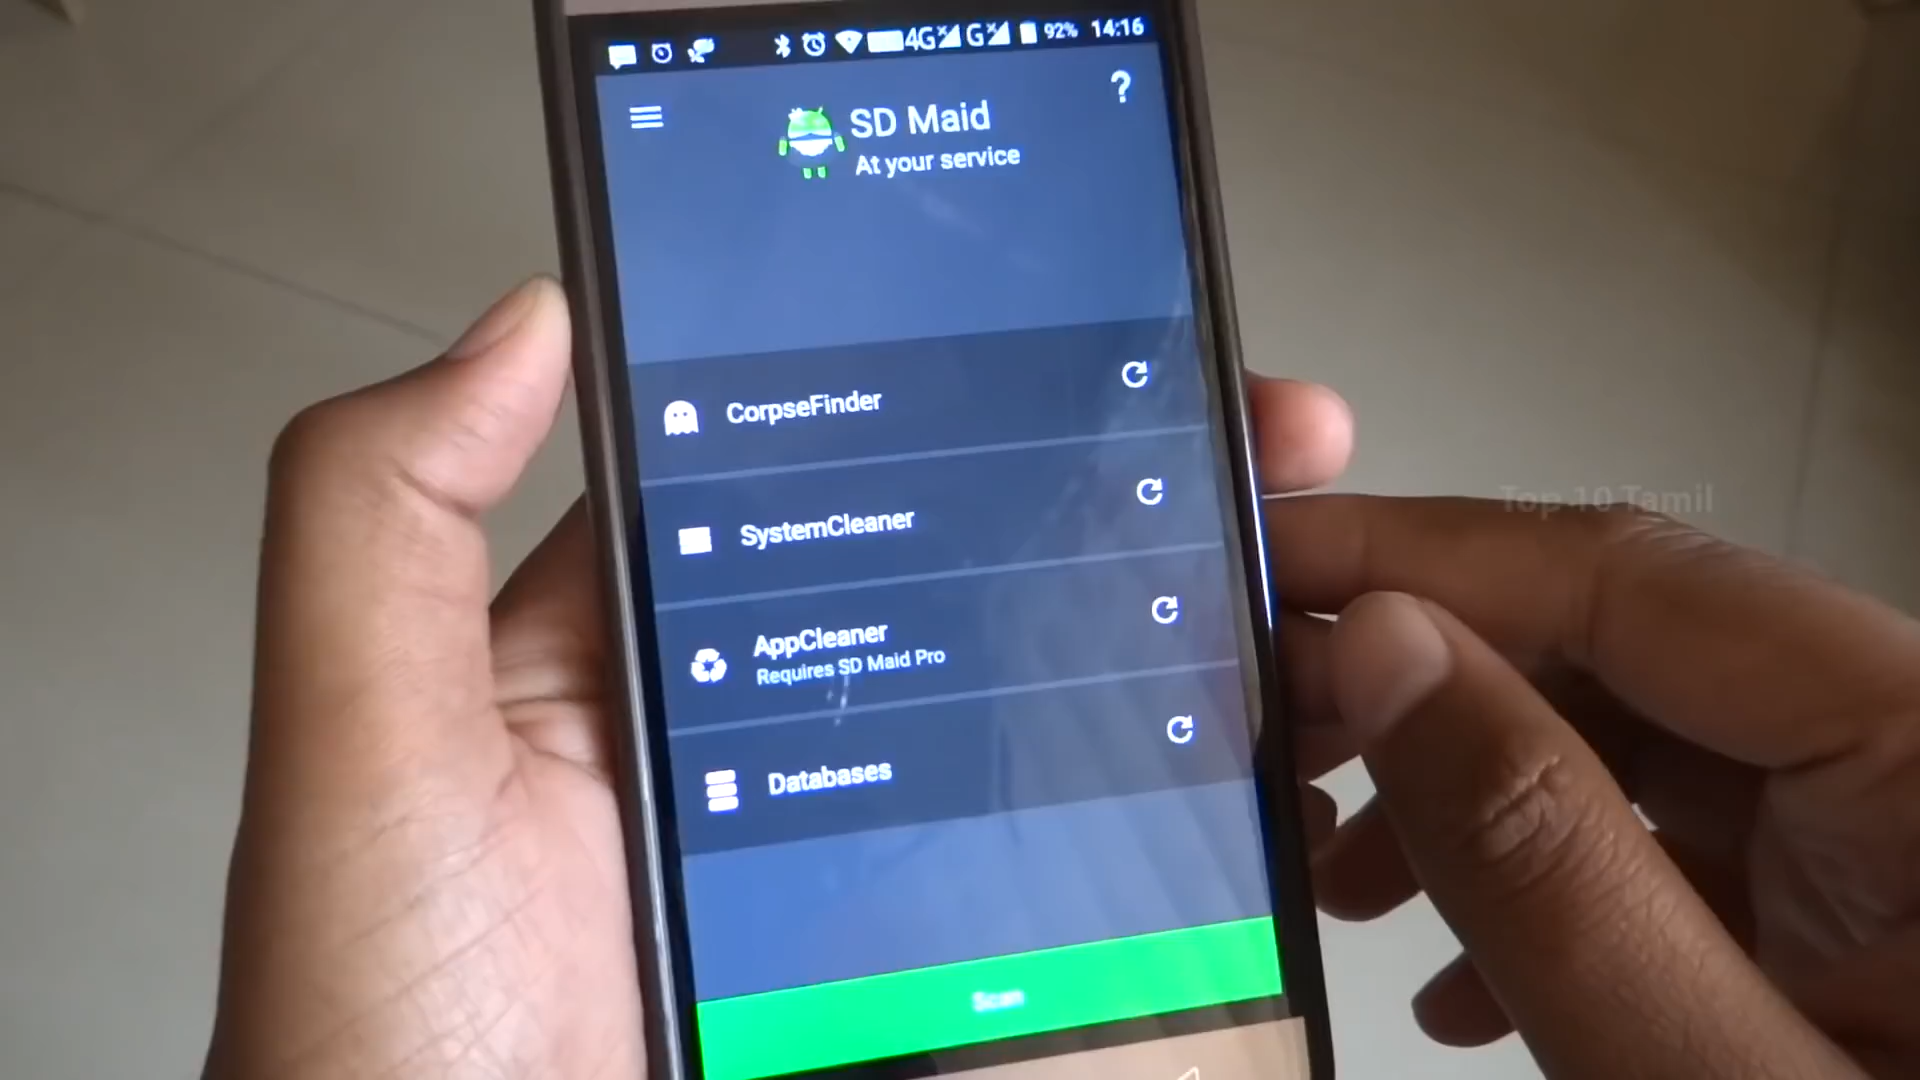 4G G 92% 14:16
SD Maid
At your service
?
CorpseFinder
SystemCleaner
AppCleaner
Requires SD Maid Pro
Databases
Scan
Top 10 Tamil